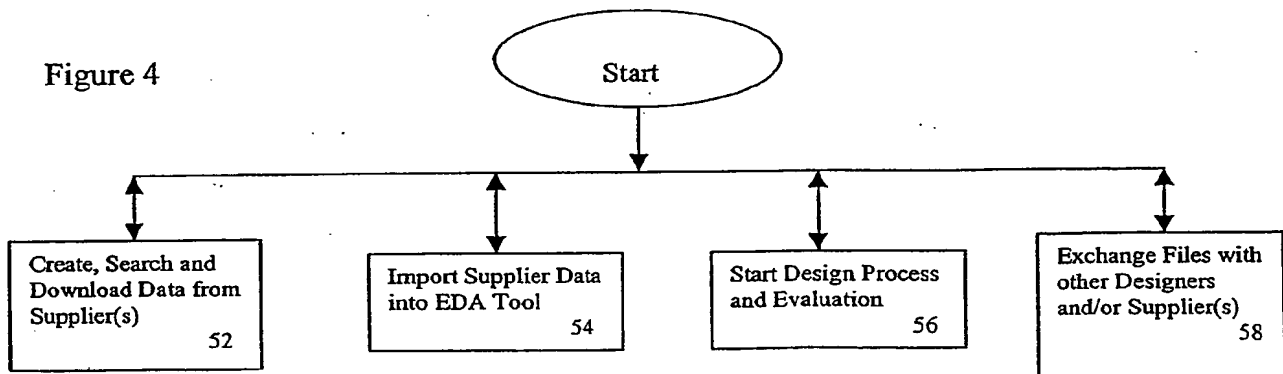 Figure 4
Start
Create, Search and
Download Data from
Supplier(s)
52
Import Supplier Data
into EDA Tool
54
Start Design Process
and Evaluation
56
Exchange Files with
other Designers
and/or Supplier(s)
58